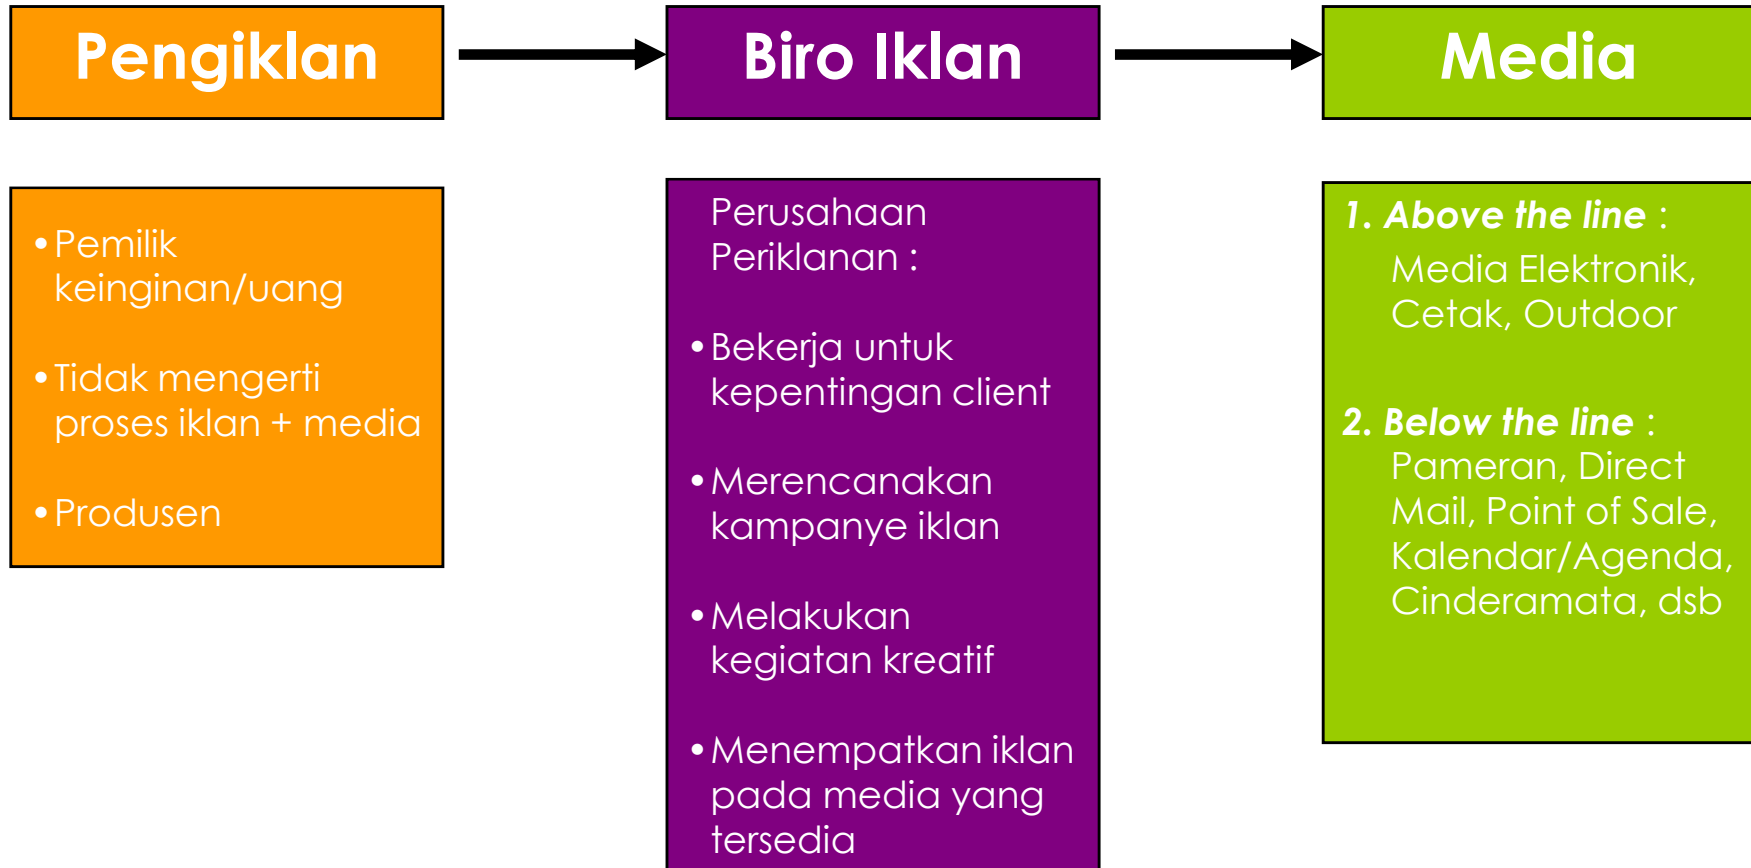 Pengiklan
Biro Iklan
Media
•Pemilik
keinginan/uang
•Tidak mengerti
proses iklan + media
•Produsen
Perusahaan
Periklanan :
•Bekerja untuk
kepentingan client
•Merencanakan
kampanye iklan
•Melakukan
kegiatan kreatif
•Menempatkan iklan
pada media yang
tersedia
1. Above the line :
Media Elektronik,
Cetak, Outdoor
2. Below the line :
Pameran, Direct
Mail, Point of Sale,
Kalendar/Agenda,
Cinderamata, dsb